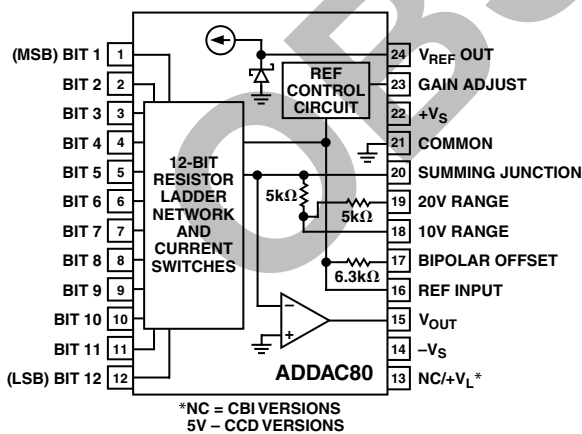 (MSB) BIT 1 1
BIT 2 2
BIT 3 3
BIT 4 4
BIT 5 5
BIT 6 6
BIT 7 7
BIT 8 8
BIT 9 9
BIT 10 10
BIT 11 11
(LSB) BIT 12 12
12-BIT
RESISTOR
LADDER
NETWORK
AND
CURRENT
SWITCHES
REF
CONTROL
CIRCUIT
5kΩ
5kΩ
6.3kΩ
−
+
ADDAC80
24 VREF OUT
23 GAIN ADJUST
22 +VS
21 COMMON
20 SUMMING JUNCTION
19 20V RANGE
18 10V RANGE
17 BIPOLAR OFFSET
16 REF INPUT
15 VOUT
14 –VS
13 NC/+VL*
*NC = CBI VERSIONS
5V – CCD VERSIONS